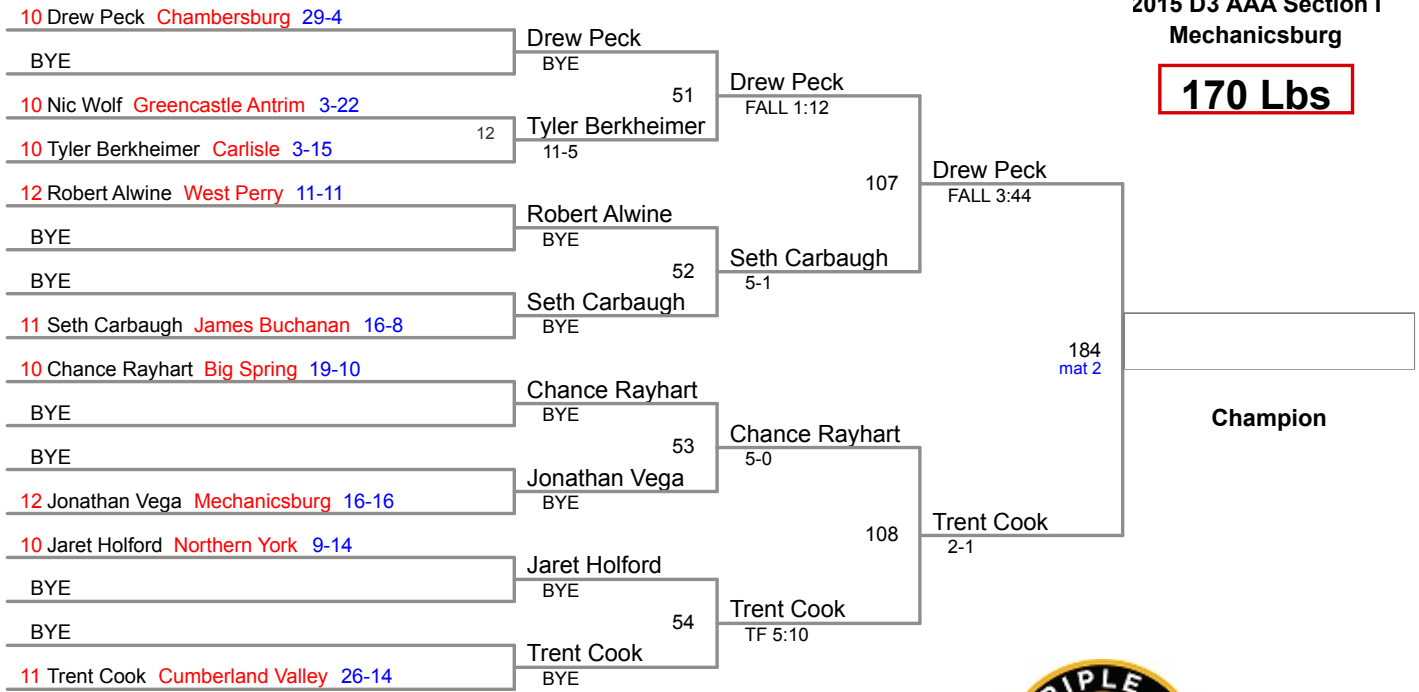 2015 D3 AAA Section I
Mechanicsburg
170 Lbs
10 Drew Peck Chambersburg 29-4
BYE
10 Nic Wolf Greencastle Antrim 3-22
10 Tyler Berkheimer Carlisle 3-15
12 Robert Alwine West Perry 11-11
BYE
BYE
11 Seth Carbaugh James Buchanan 16-8
10 Chance Rayhart Big Spring 19-10
BYE
BYE
12 Jonathan Vega Mechanicsburg 16-16
10 Jaret Holford Northern York 9-14
BYE
BYE
11 Trent Cook Cumberland Valley 26-14
12
Drew Peck
BYE
51
Tyler Berkheimer
11-5
Robert Alwine
BYE
52
Seth Carbaugh
BYE
Chance Rayhart
BYE
53
Jonathan Vega
BYE
Jaret Holford
BYE
54
Trent Cook
BYE
Drew Peck
FALL 1:12
107
Seth Carbaugh
5-1
Chance Rayhart
5-0
108
Trent Cook
TF 5:10
Drew Peck
FALL 3:44
184
mat 2
Trent Cook
2-1
Champion